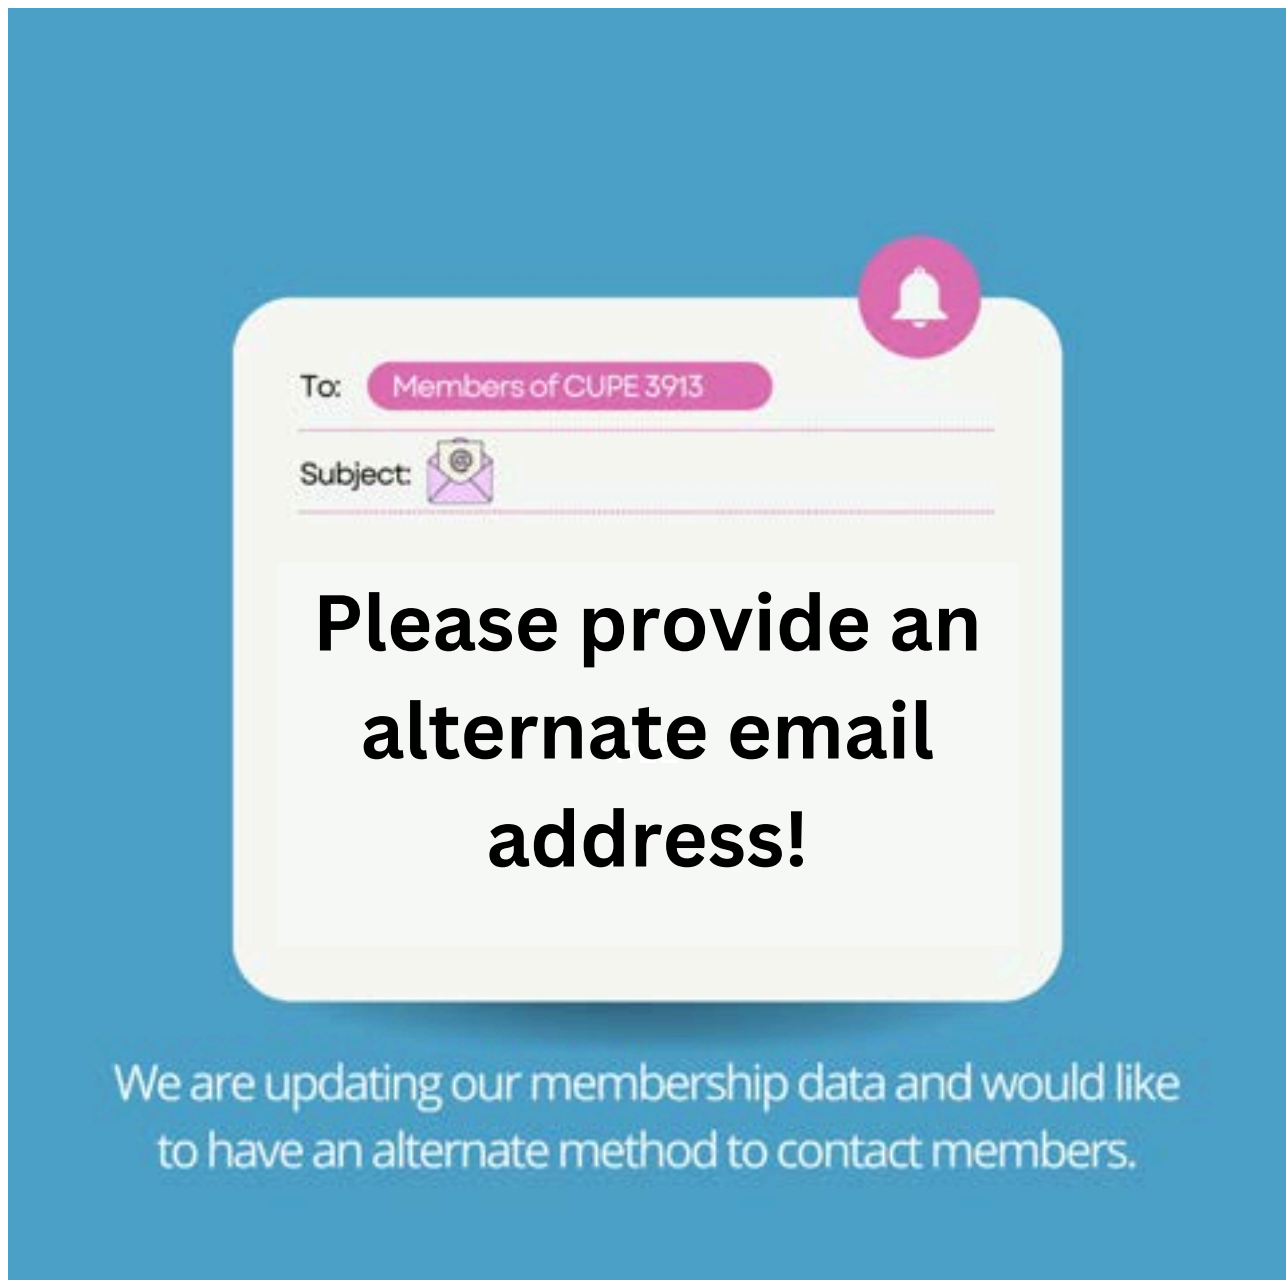 To: Members of CUPE 3913
Subject: @
Please provide an
alternate email
address!
We are updating our membership data and would like
to have an alternate method to contact members.